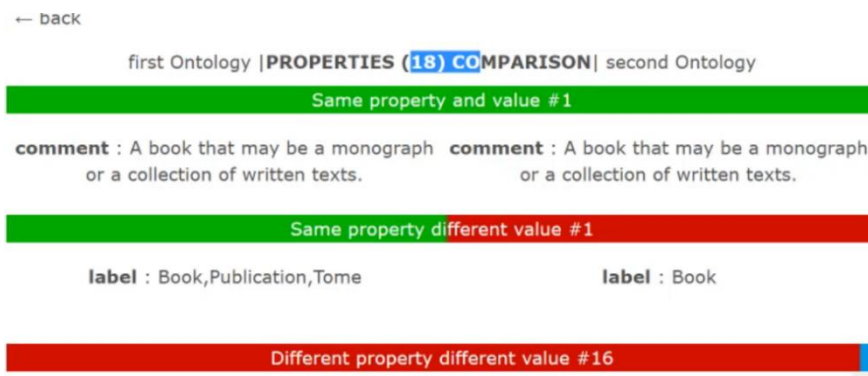 ← back
first Ontology |PROPERTIES (18) COMPARISON| second Ontology
Same property and value #1
comment : A book that may be a monograph or a collection of written texts.
comment : A book that may be a monograph or a collection of written texts.
Same property different value #1
label : Book,Publication,Tome
label : Book
Different property different value #16